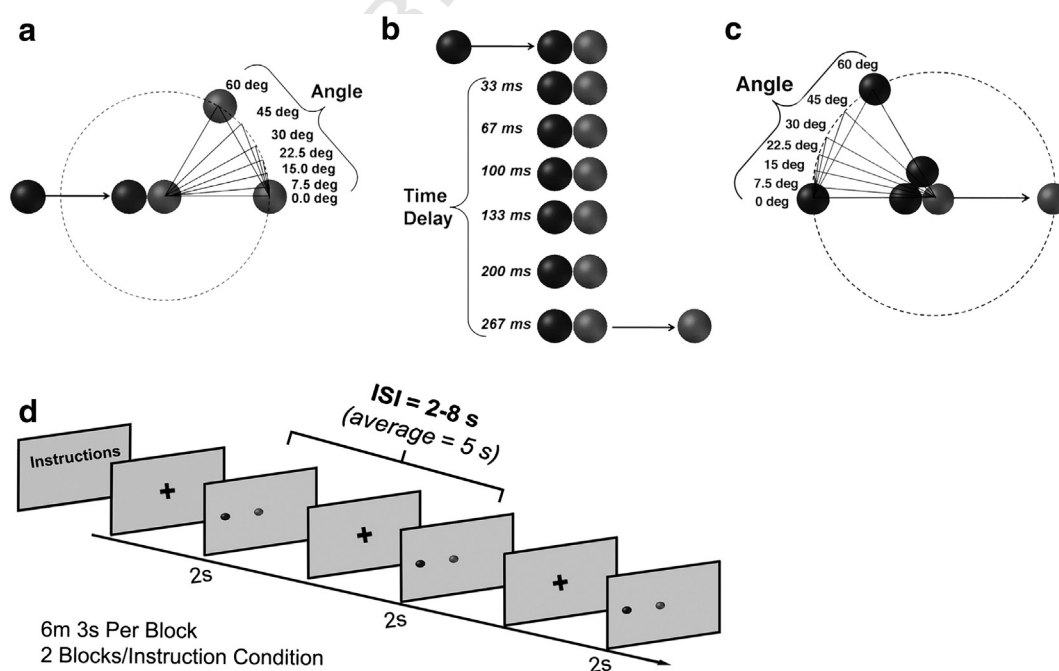 a
60 deg
Angle
45 deg
30 deg
22.5 deg
15.0 deg
7.5 deg
0.0 deg
b
33 ms
67 ms
100 ms
Time
Delay
133 ms
200 ms
267 ms
c
60 deg
Angle
45 deg
30 deg
22.5 deg
15 deg
7.5 deg
0 deg
d
ISI = 2-8 s
(average = 5 s)
Instructions
+
+
+
2s
2s
2s
6m 3s Per Block
2 Blocks/Instruction Condition